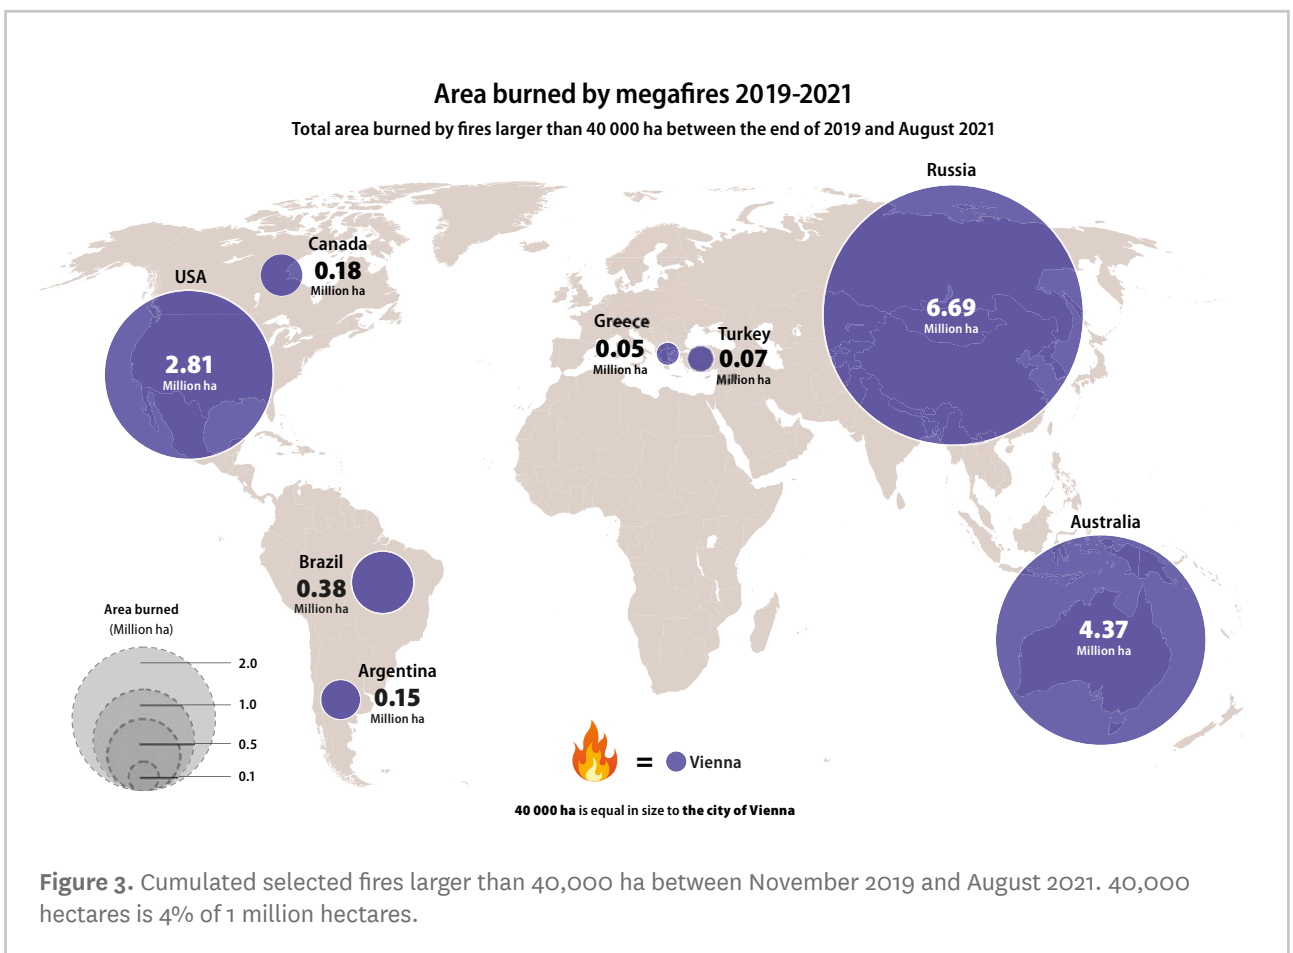 Area burned by megafires 2019-2021
Total area burned by fires larger than 40 000 ha between the end of 2019 and August 2021
Russia
6.69
Million ha
Canada
0.18
Million ha
USA
2.81
Million ha
Greece
0.05
Million ha
Turkey
0.07
Million ha
Australia
4.37
Million ha
Brazil
0.38
Million ha
Argentina
0.15
Million ha
Area burned
(Million ha)
2.0
1.0
0.5
0.1
= Vienna
40 000 ha is equal in size to the city of Vienna
Figure 3. Cumulated selected fires larger than 40,000 ha between November 2019 and August 2021. 40,000
hectares is 4% of 1 million hectares.